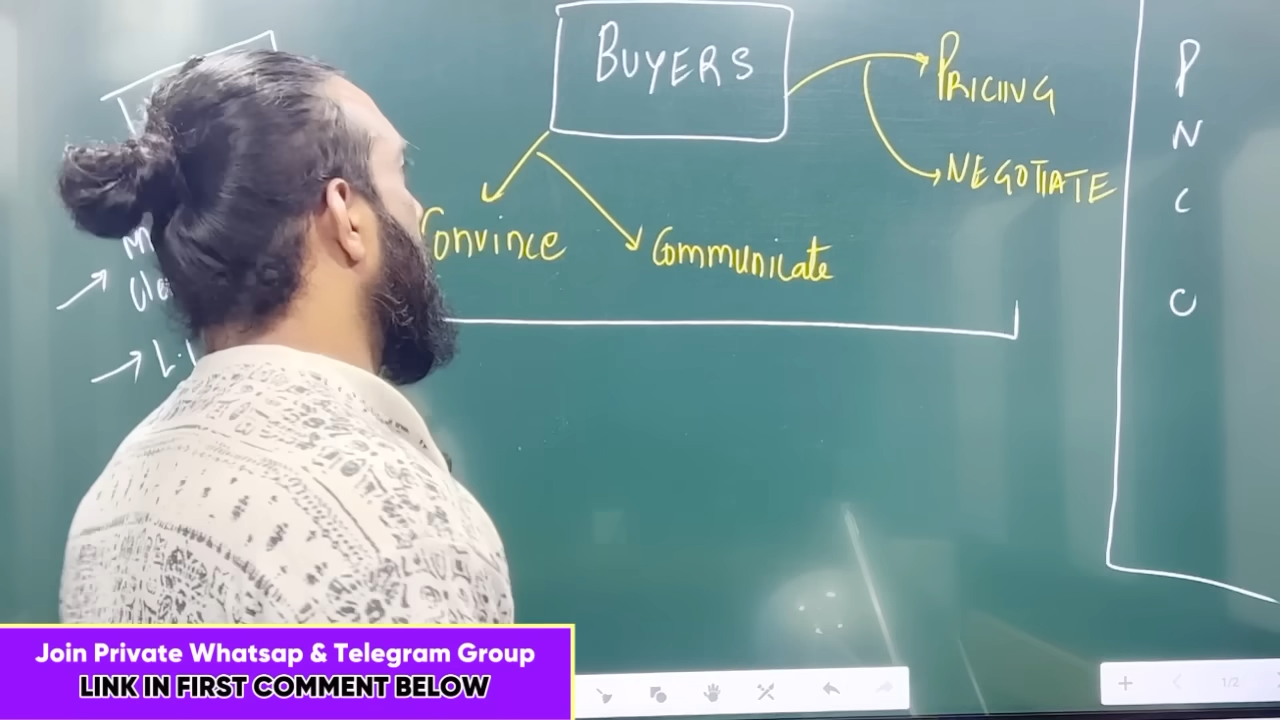 BUYERS
PRICING
NEGOTIATE
Convince
Communicate
P
N
C
C
Join Private Whatsap & Telegram Group
LINK IN FIRST COMMENT BELOW
1/2